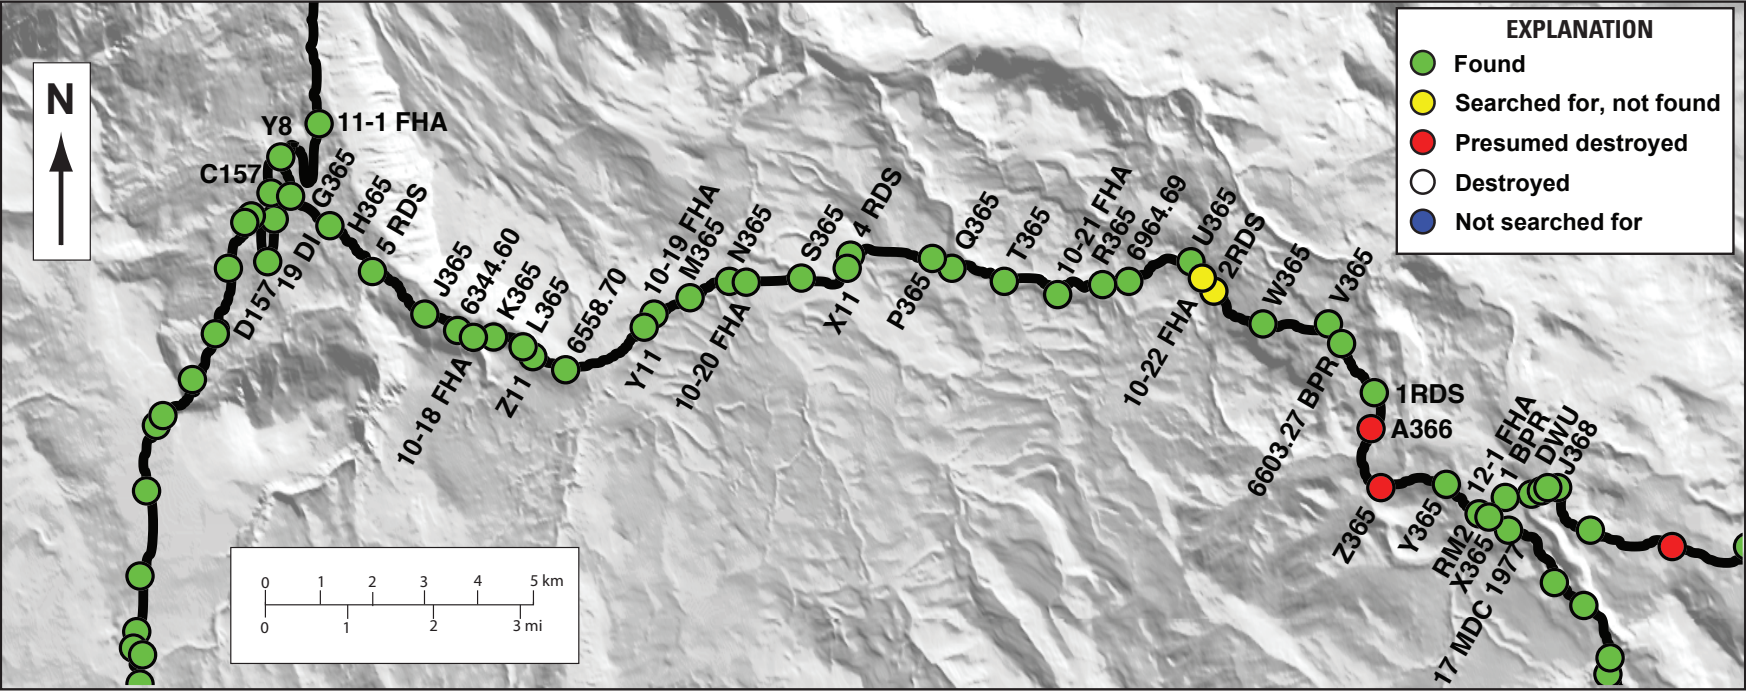 EXPLANATION
Found
Searched for, not found
Presumed destroyed
Destroyed
Not searched for
N
Y8
11-1 FHA
C157
G365
H365
5 RDS
D157
19 DI
J365
6344.60
K365
L365
6558.70
10-18 FHA
Z11
Y11
10-19 FHA
M365
N365
10-20 FHA
S365
4 RDS
X11
P365
Q365
T365
10-21 FHA
R365
6964.69
U365
2RDS
10-22 FHA
W365
V365
6603.27 BPR
1RDS
A366
Z365
Y365
12-1 FHA
1 BPR
DWU
J368
RM2
X365
17 MDC 1977
0 1 2 3 4 5 km
0 1 2 3 mi